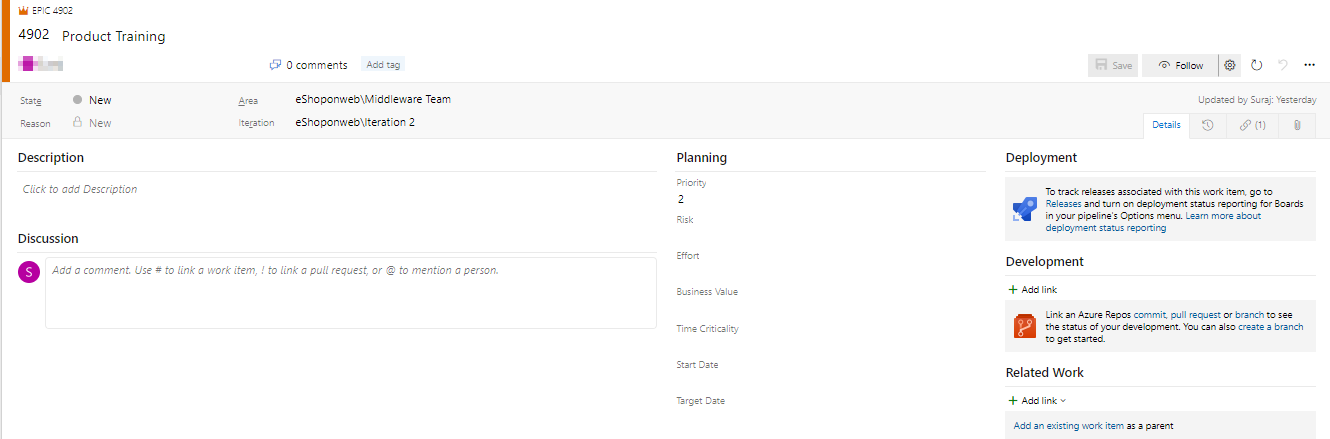 EPIC 4902
4902 Product Training
0 comments Add tag Save Follow
State New Area eShoponweb\Middleware Team Updated by Suraj: Yesterday
Reason New Iteration eShoponweb\Iteration 2 Details (1)
Description
Click to add Description
Discussion
S Add a comment. Use # to link a work item, ! to link a pull request, or @ to mention a person.
Planning
Priority
2
Risk
Effort
Business Value
Time Criticality
Start Date
Target Date
Deployment
To track releases associated with this work item, go to
Releases and turn on deployment status reporting for Boards
in your pipeline's Options menu. Learn more about
deployment status reporting
Development
+ Add link
Link an Azure Repos commit, pull request or branch to see
the status of your development. You can also create a branch
to get started.
Related Work
+ Add link
Add an existing work item as a parent